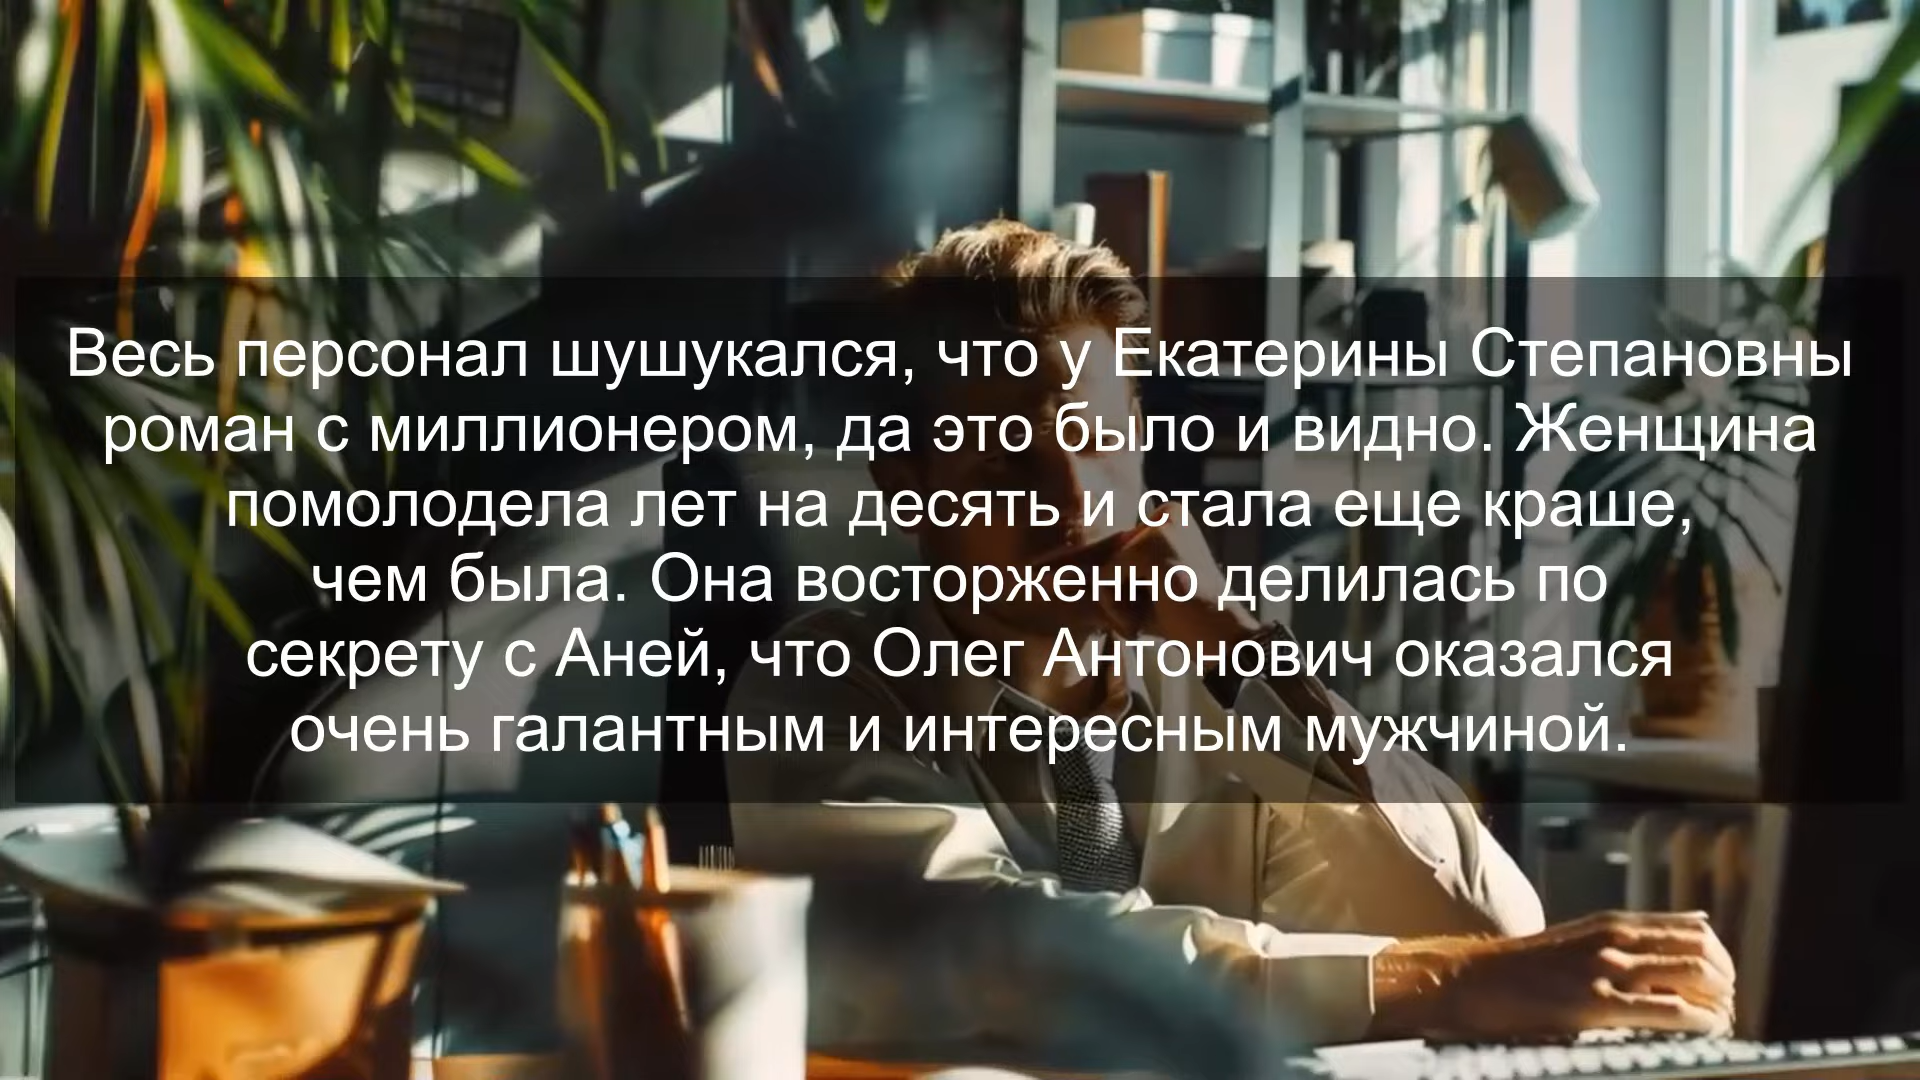 Весь персонал шушукался, что у Екатерины Степановны
роман с миллионером, да это было и видно. Женщина
помолодела лет на десять и стала еще краше,
чем была. Она восторженно делилась по
секрету с Аней, что Олег Антонович оказался
очень галантным и интересным мужчиной.